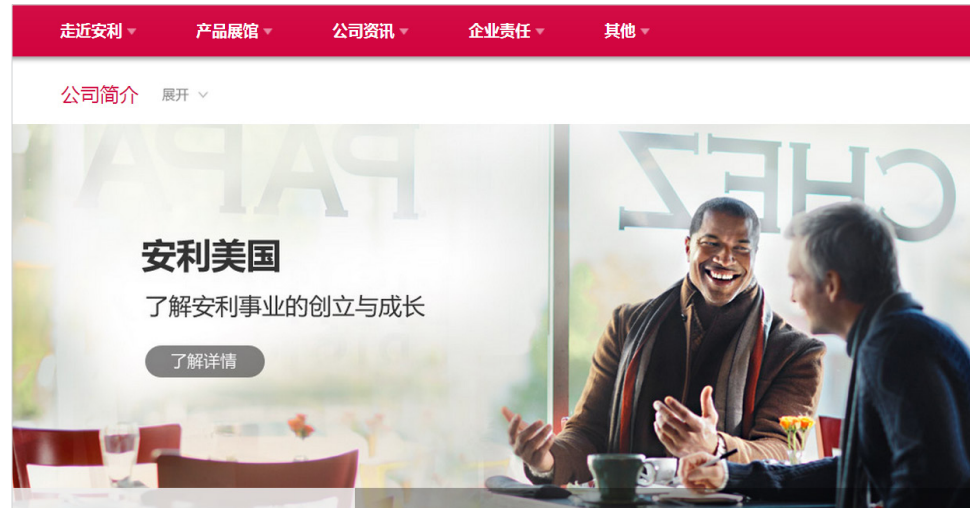 走近安利 产品展馆 公司资讯 企业责任 其他
公司简介 展开
PAPA
CHEZ
安利美国
了解安利事业的创立与成长
了解详情